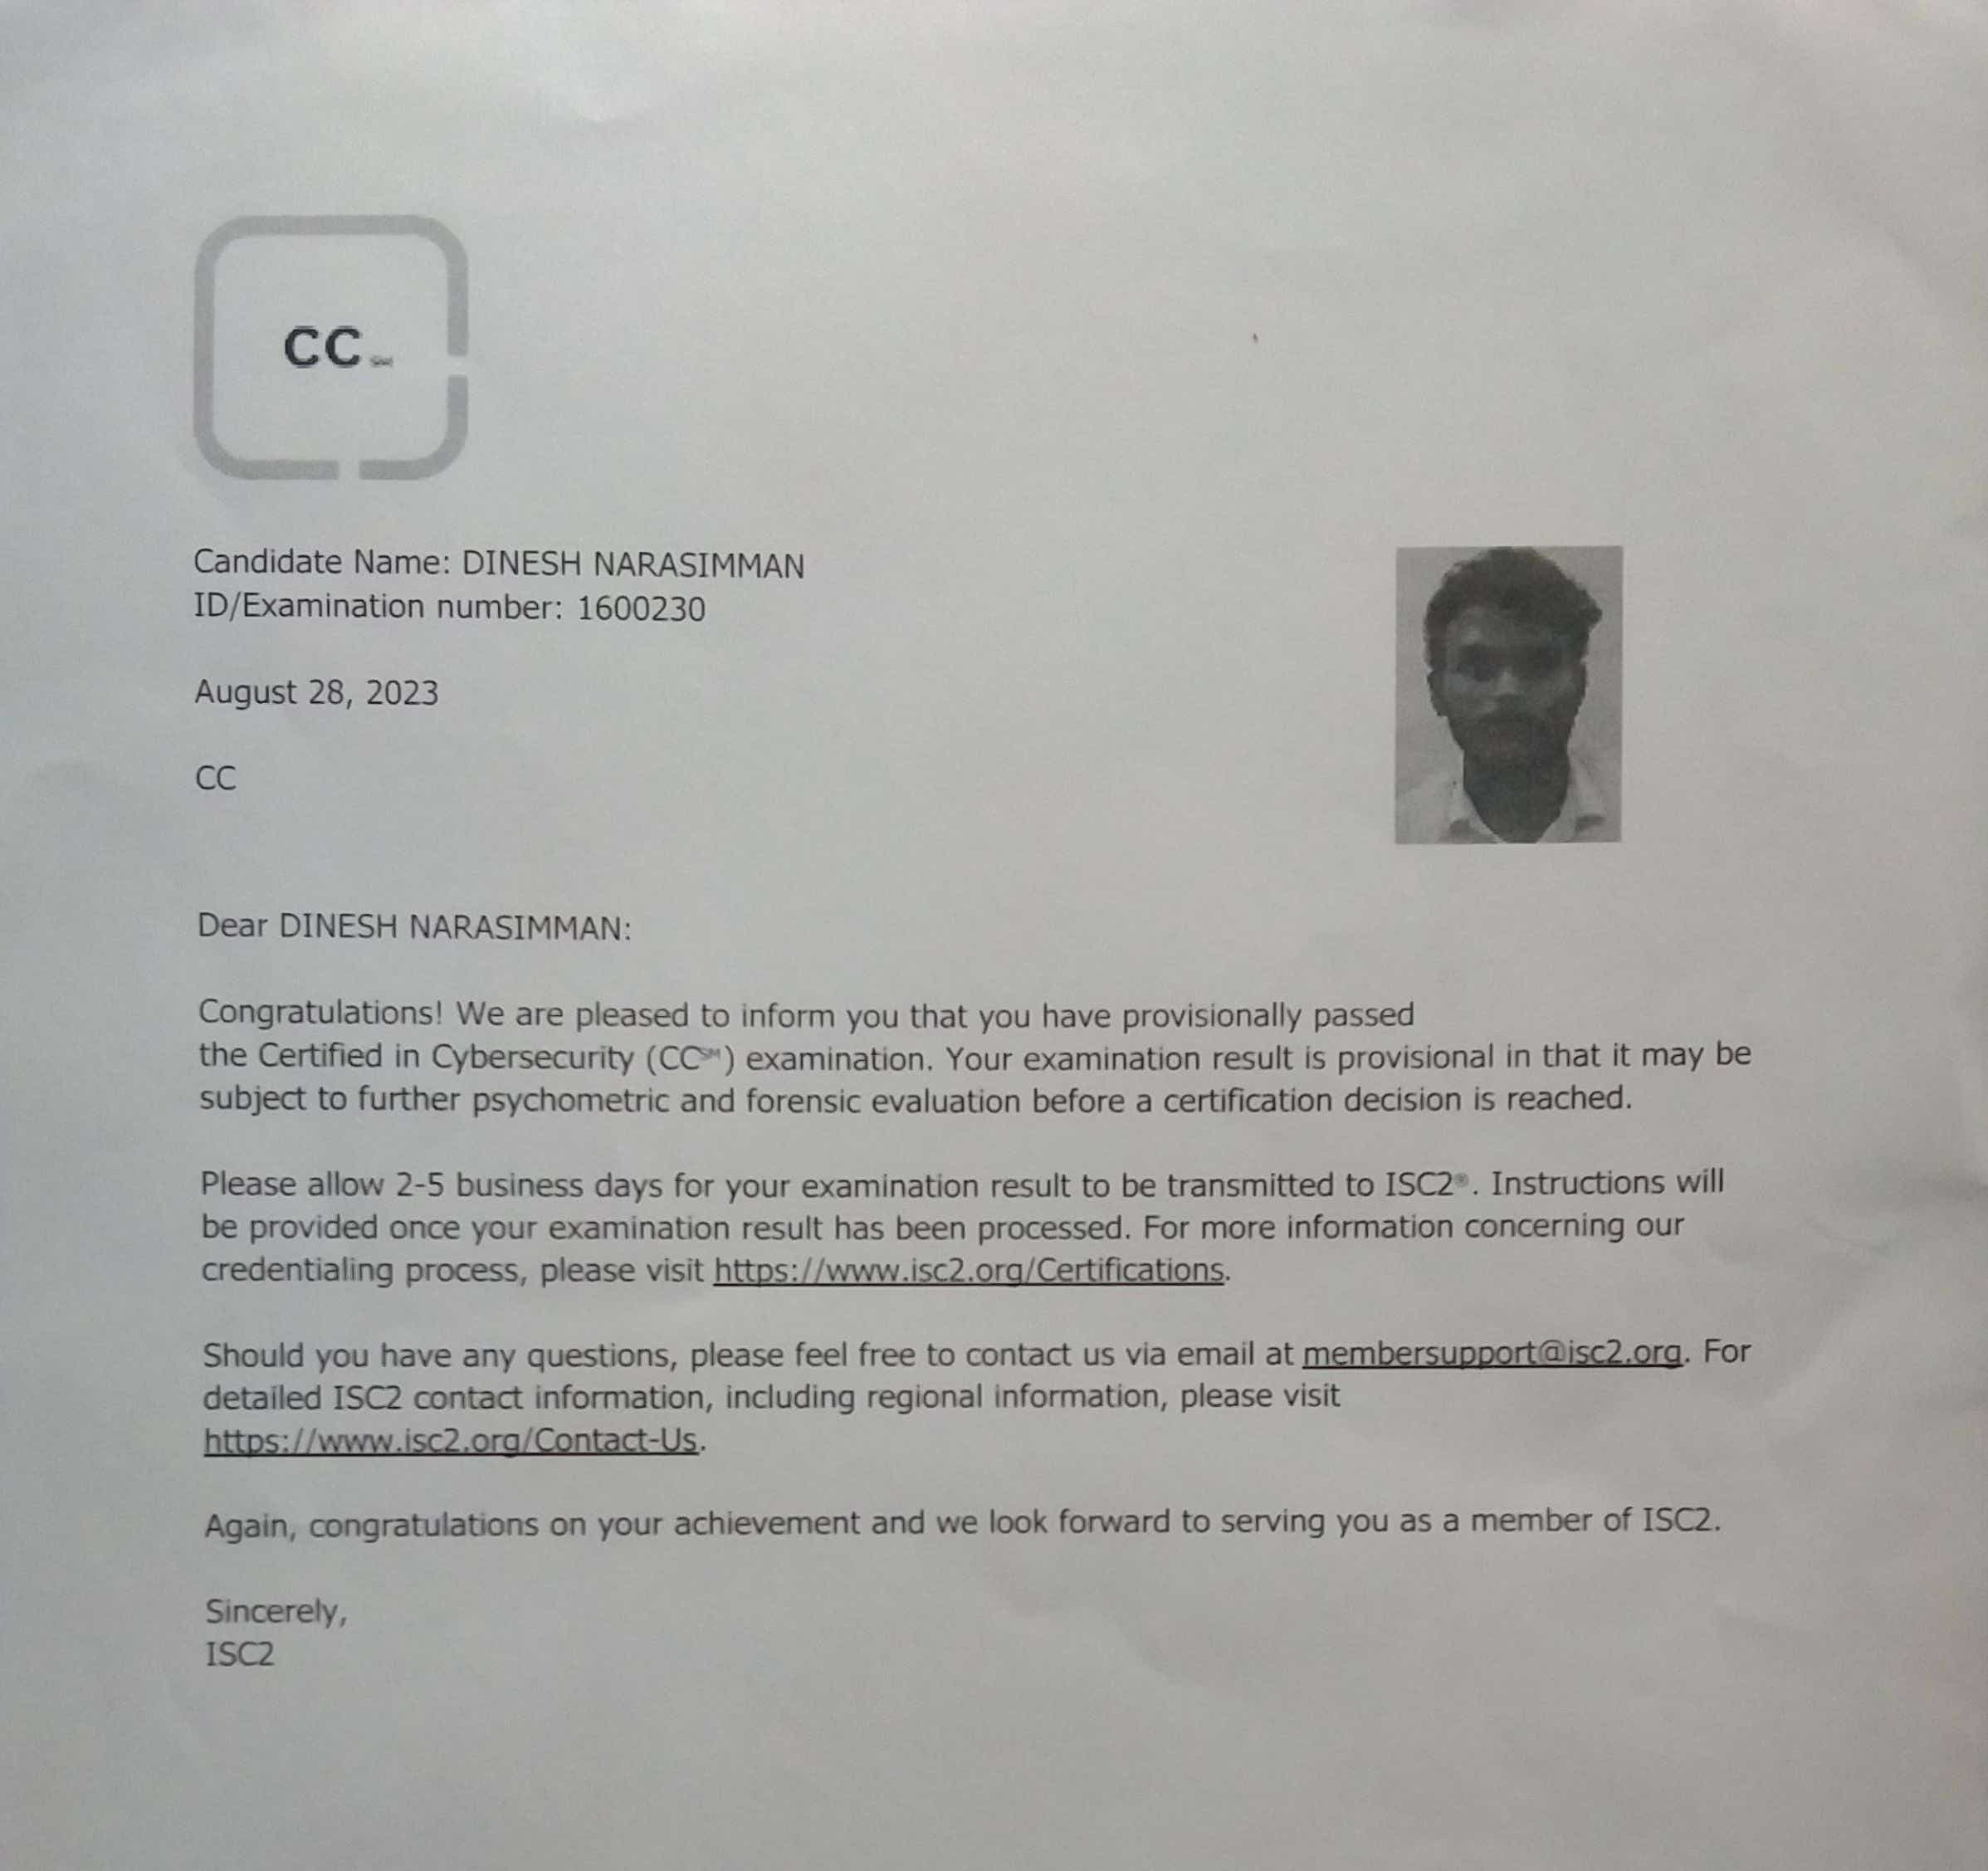 CC
Candidate Name: DINESH NARASIMMAN
ID/Examination number: 1600230
August 28, 2023
CC
Dear DINESH NARASIMMAN:
Congratulations! We are pleased to inform you that you have provisionally passed
the Certified in Cybersecurity (CC℠) examination. Your examination result is provisional in that it may be
subject to further psychometric and forensic evaluation before a certification decision is reached.
Please allow 2-5 business days for your examination result to be transmitted to ISC2®. Instructions will
be provided once your examination result has been processed. For more information concerning our
credentialing process, please visit https://www.isc2.org/Certifications.
Should you have any questions, please feel free to contact us via email at membersupport@isc2.org. For
detailed ISC2 contact information, including regional information, please visit
https://www.isc2.org/Contact-Us.
Again, congratulations on your achievement and we look forward to serving you as a member of ISC2.
Sincerely,
ISC2